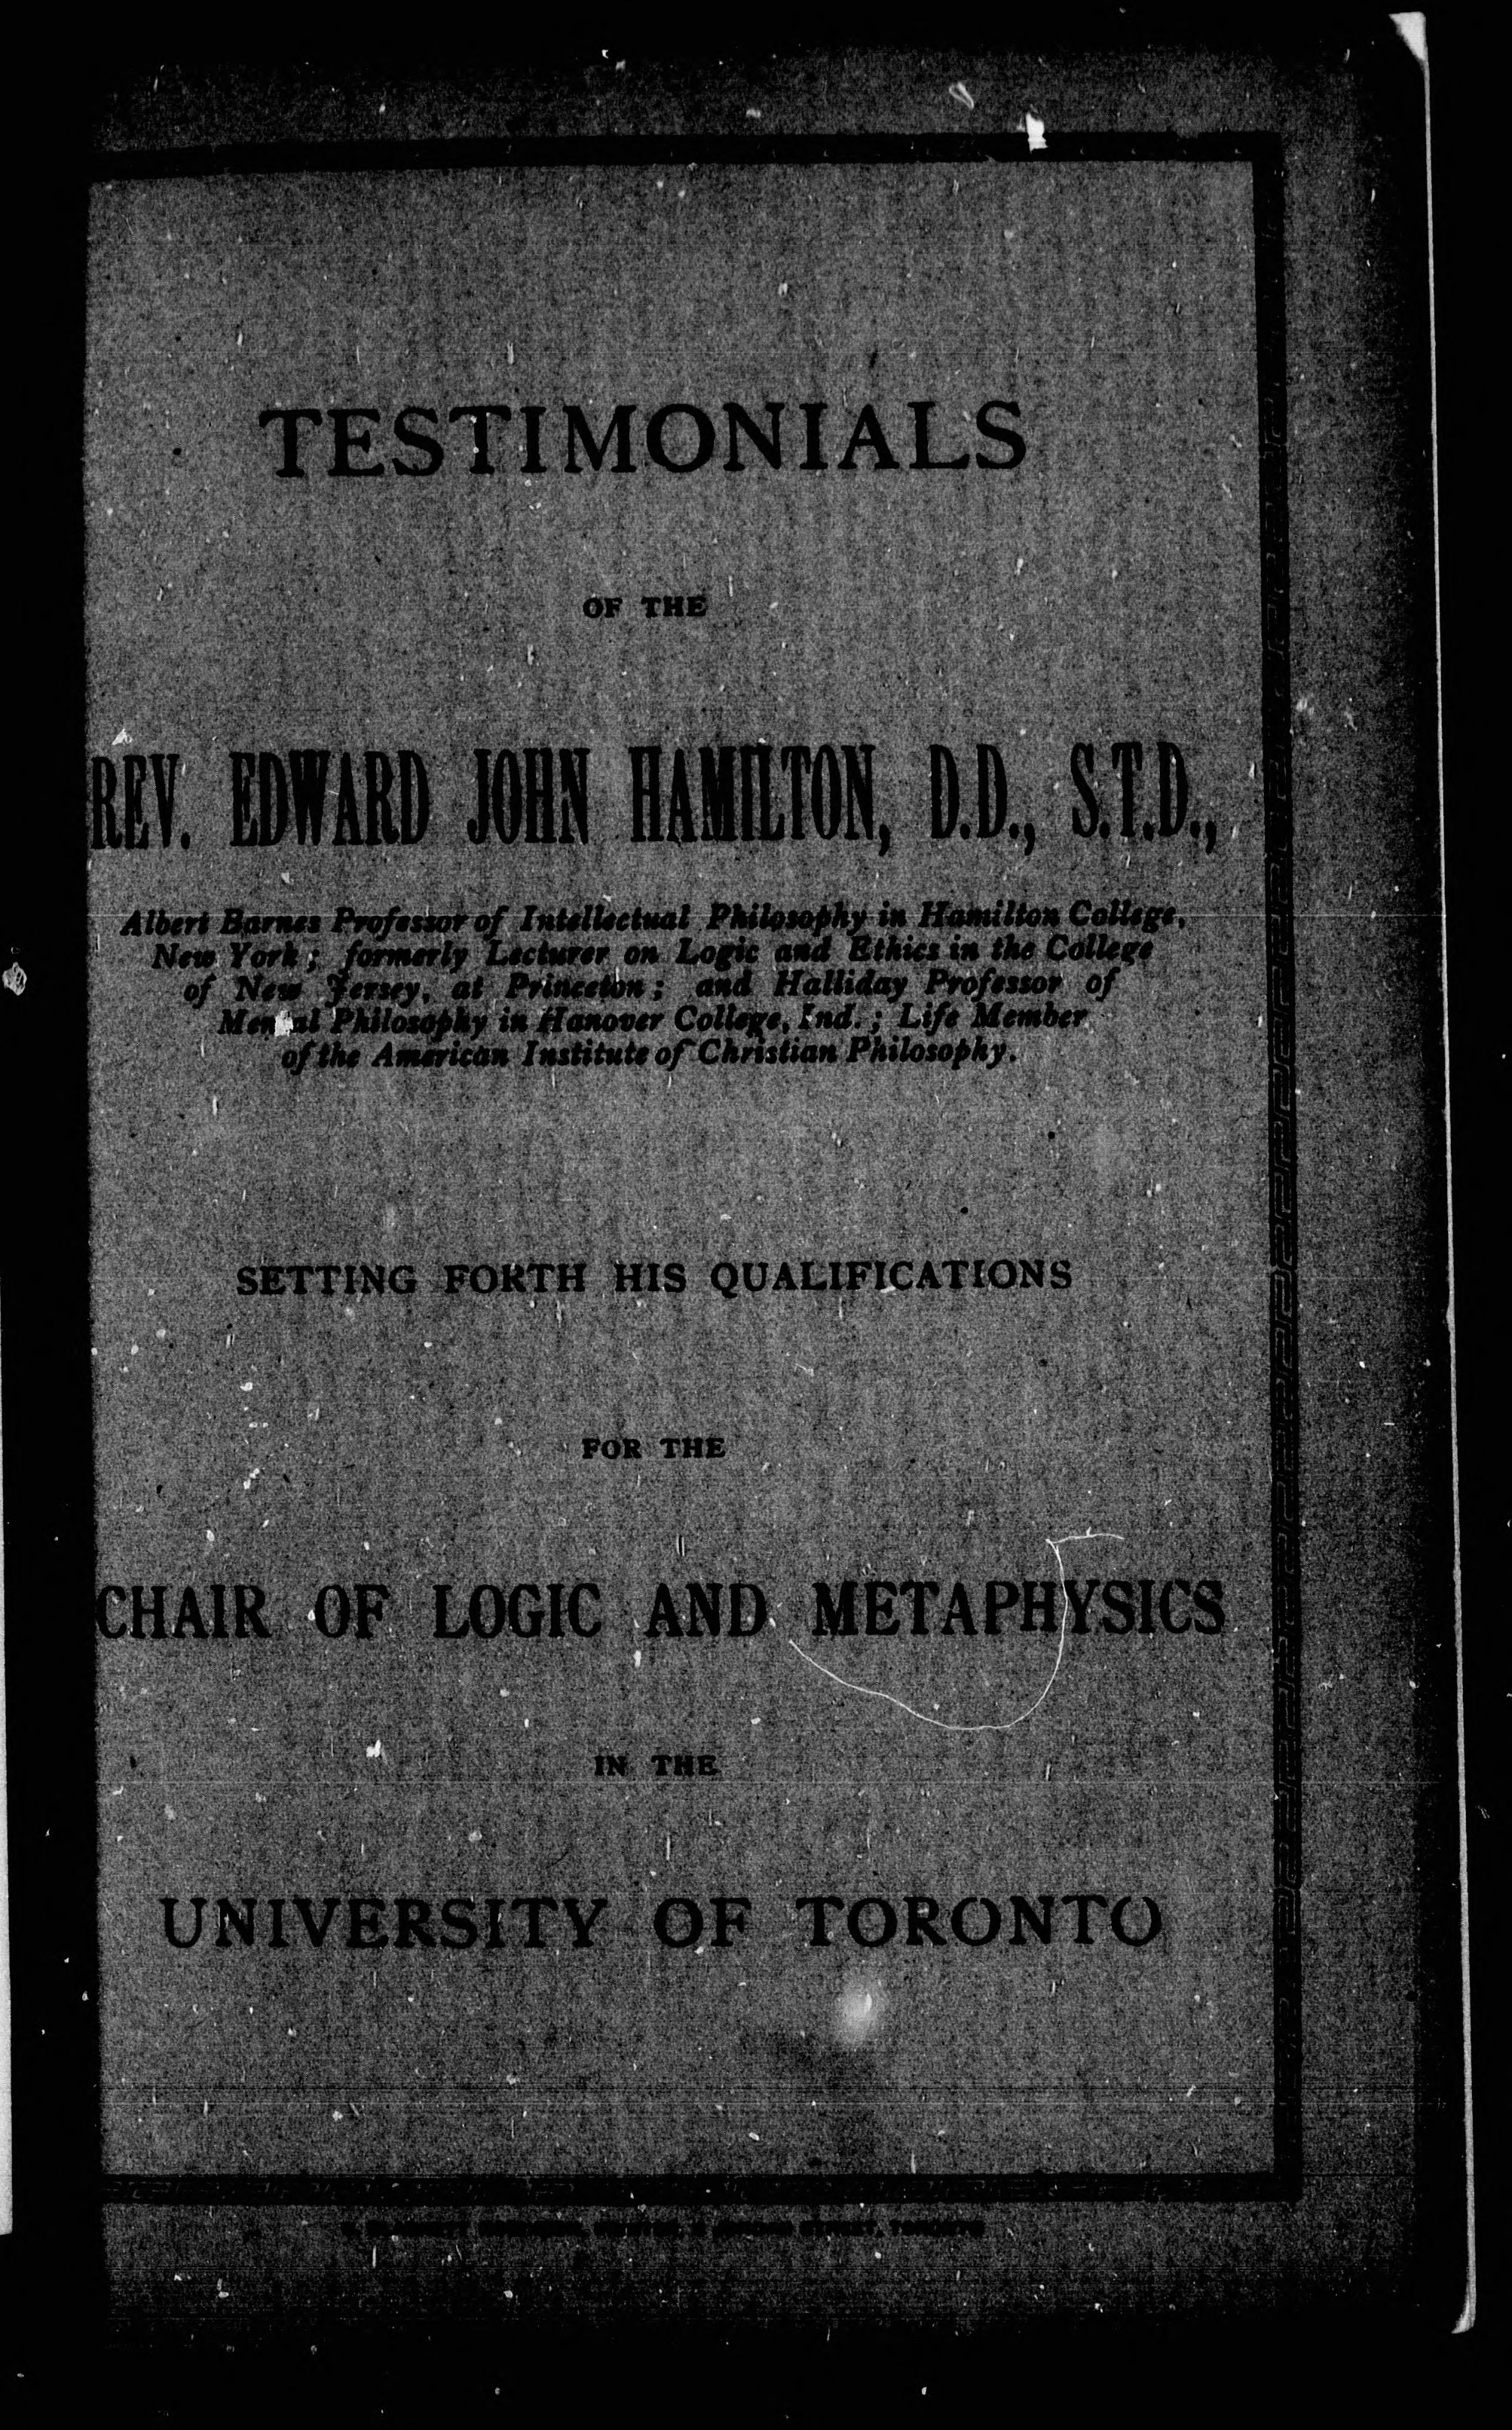 TESTIMONIALS
OF THE
REV. EDWARD JOHN HAMILTON, D.D., S.T.D.,
Albert Barnes Professor of Intellectual Philosophy in Hamilton College,
New York; formerly Lecturer on Logic and Ethics in the College
of New Jersey, at Princeton; and Halliday Professor of
Mental Philosophy in Hanover College, Ind.; Life Member
of the American Institute of Christian Philosophy.
SETTING FORTH HIS QUALIFICATIONS
FOR THE
CHAIR OF LOGIC AND METAPHYSICS
IN THE
UNIVERSITY OF TORONTO